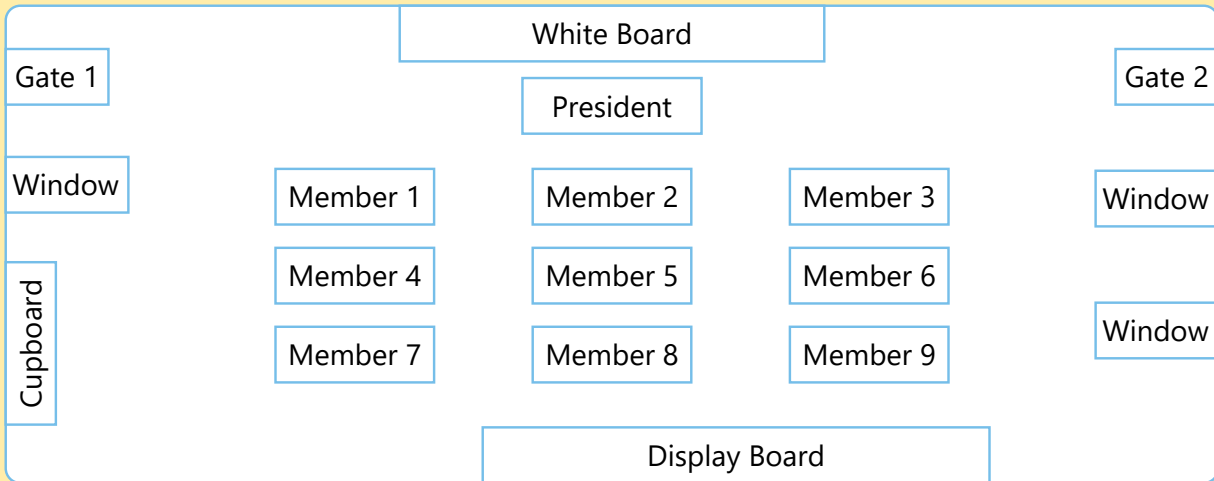 White Board
Gate 1
Gate 2
President
Window
Member 1
Member 2
Member 3
Window
Member 4
Member 5
Member 6
Cupboard
Member 7
Member 8
Member 9
Window
Display Board